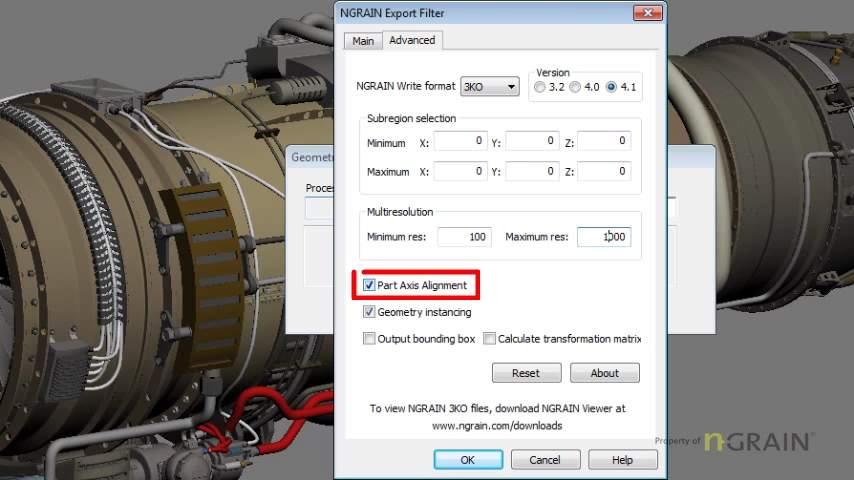 NGRAIN Export Filter
Main Advanced
NGRAIN Write format 3KO
Version
3.2 4.0 4.1
Subregion selection
Minimum X: 0 Y: 0 Z: 0
Maximum X: 0 Y: 0 Z: 0
Geometr
Proces
Multiresolution
Minimum res: 100 Maximum res: 1000
Part Axis Alignment
Geometry instancing
Output bounding box Calculate transformation matrix
Reset About
To view NGRAIN 3KO files, download NGRAIN Viewer at
www.ngrain.com/downloads
Property of nGRAIN®
OK Cancel Help